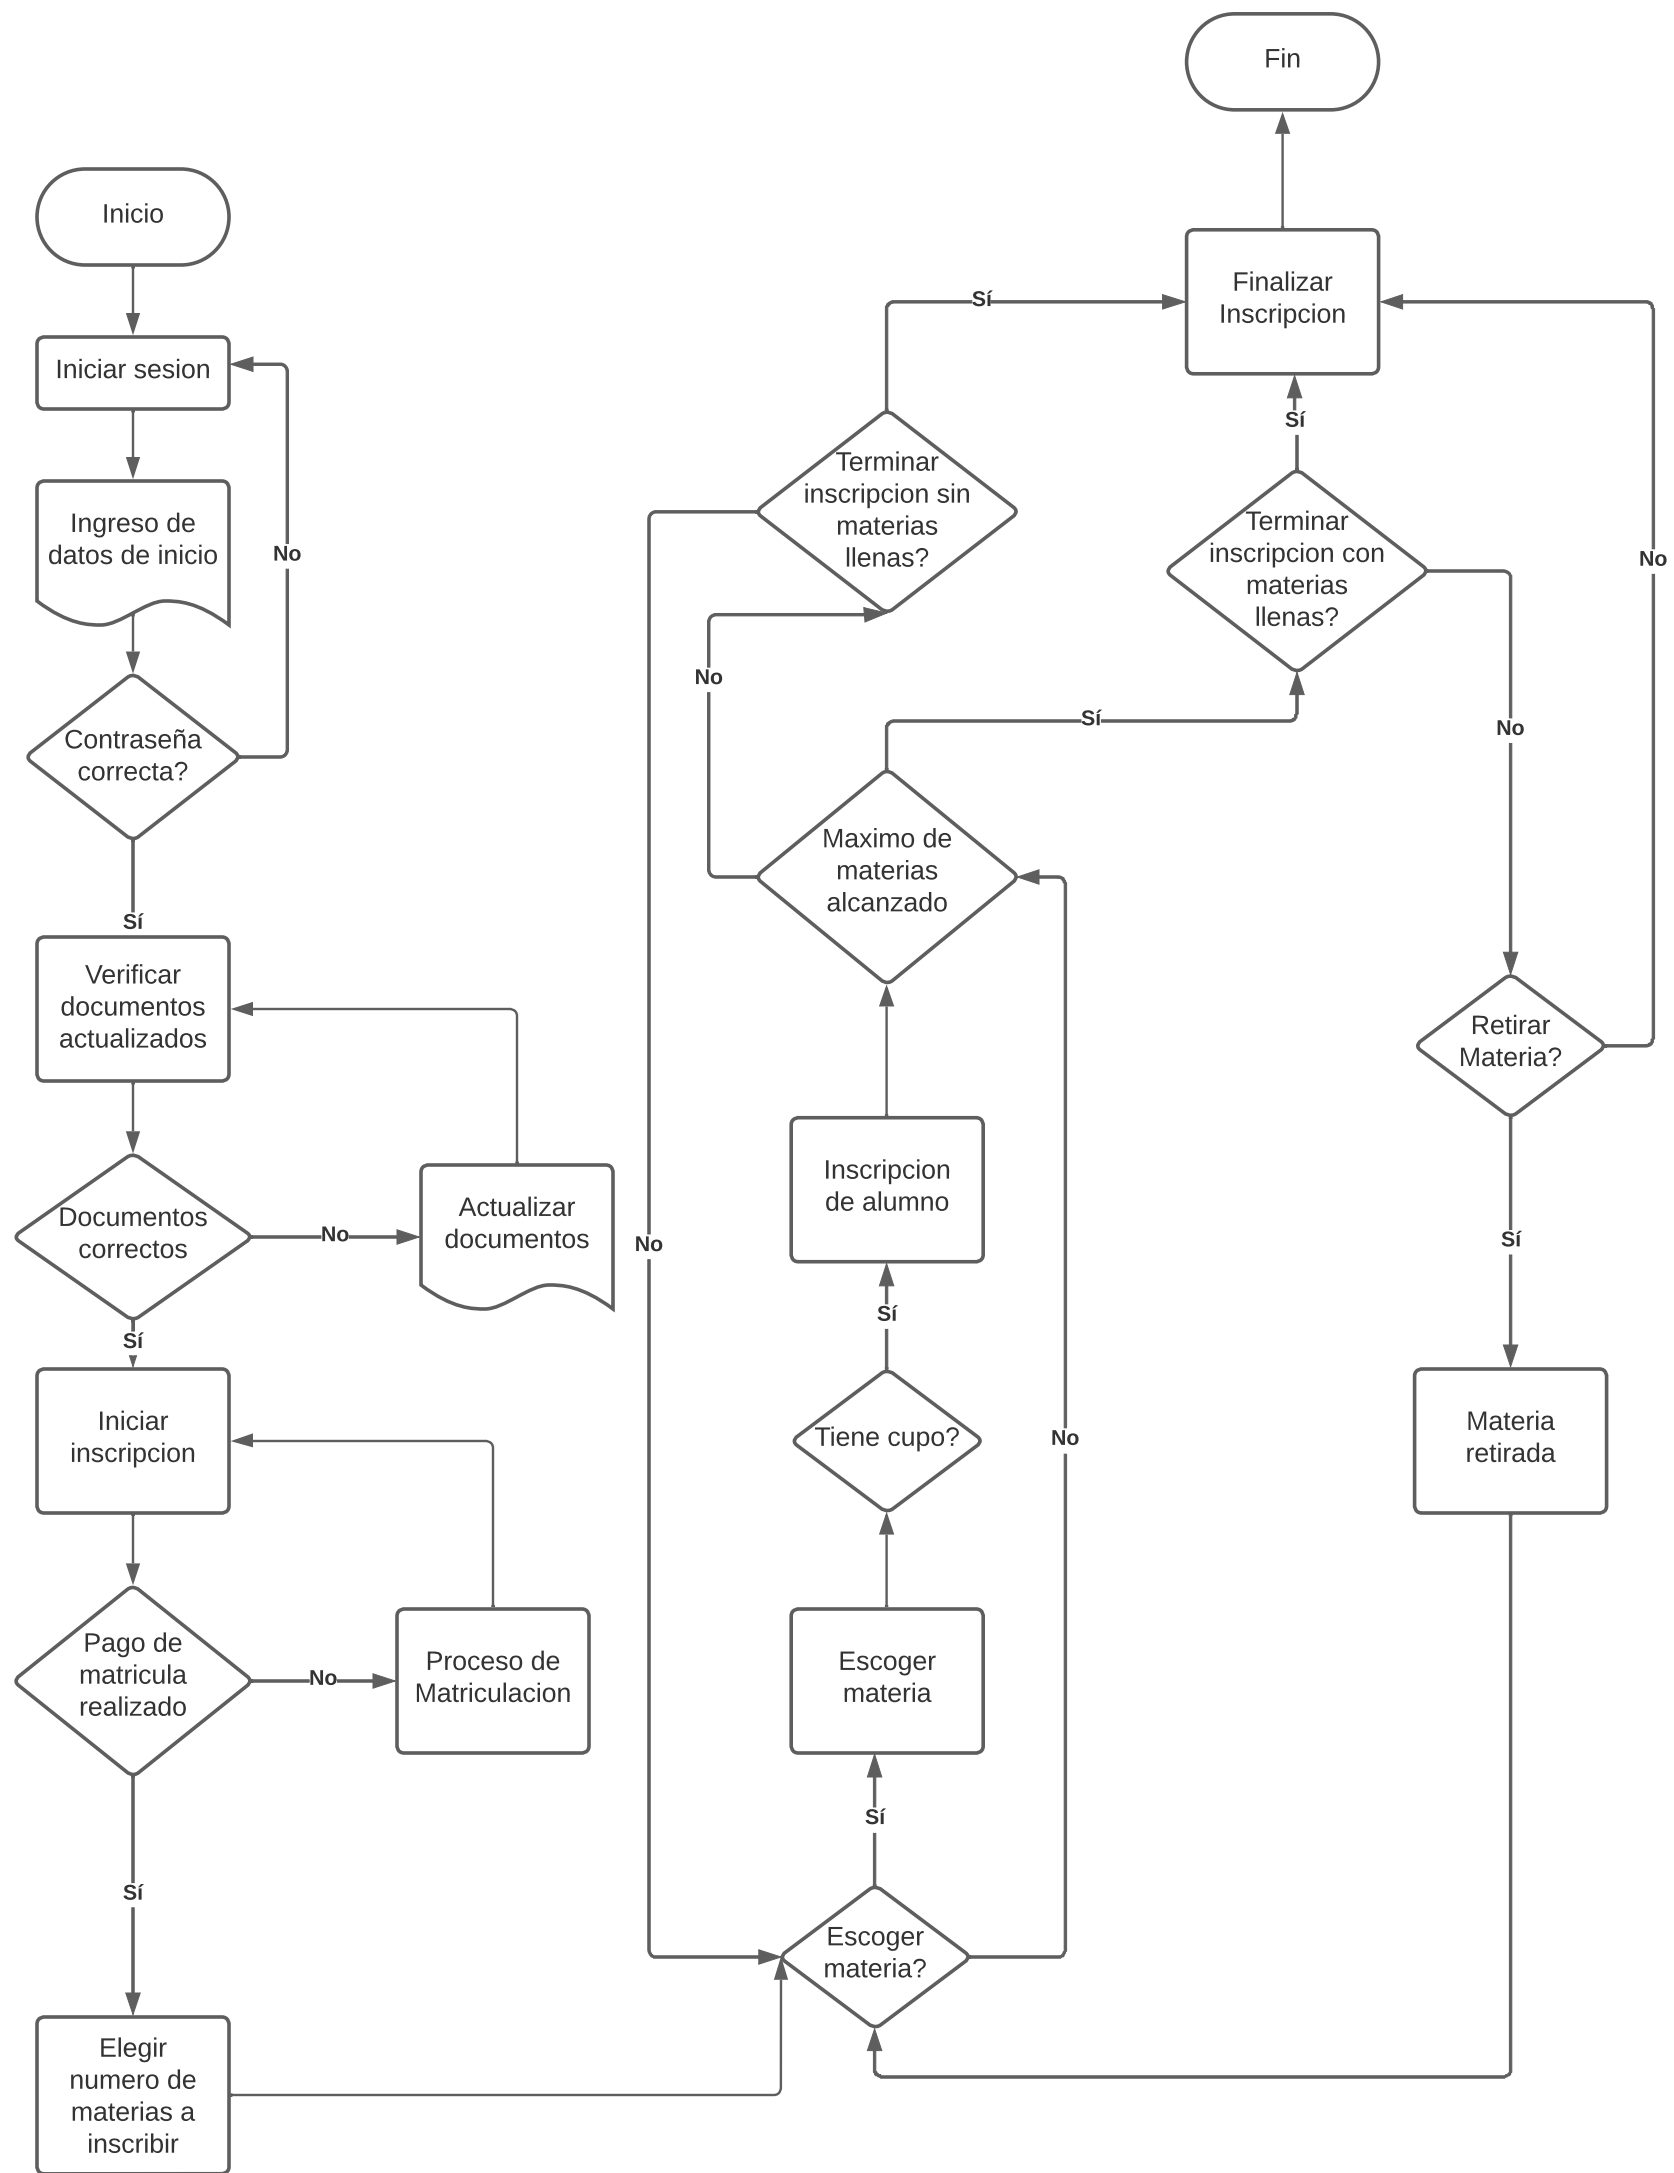 Inicio
Iniciar sesion
Ingreso de
datos de inicio
No
Contraseña
correcta?
Sí
Verificar
documentos
actualizados
Documentos
correctos
No
Actualizar
documentos
Sí
Iniciar
inscripcion
Pago de
matricula
realizado
No
Proceso de
Matriculacion
Sí
Elegir
numero de
materias a
inscribir
Escoger
materia?
Sí
No
Escoger
materia
Tiene cupo?
Sí
Inscripcion
de alumno
Maximo de
materias
alcanzado
No
Sí
Terminar
inscripcion sin
materias
llenas?
No
Sí
Terminar
inscripcion con
materias
llenas?
Sí
No
Retirar
Materia?
No
Sí
Materia
retirada
Finalizar
Inscripcion
Fin